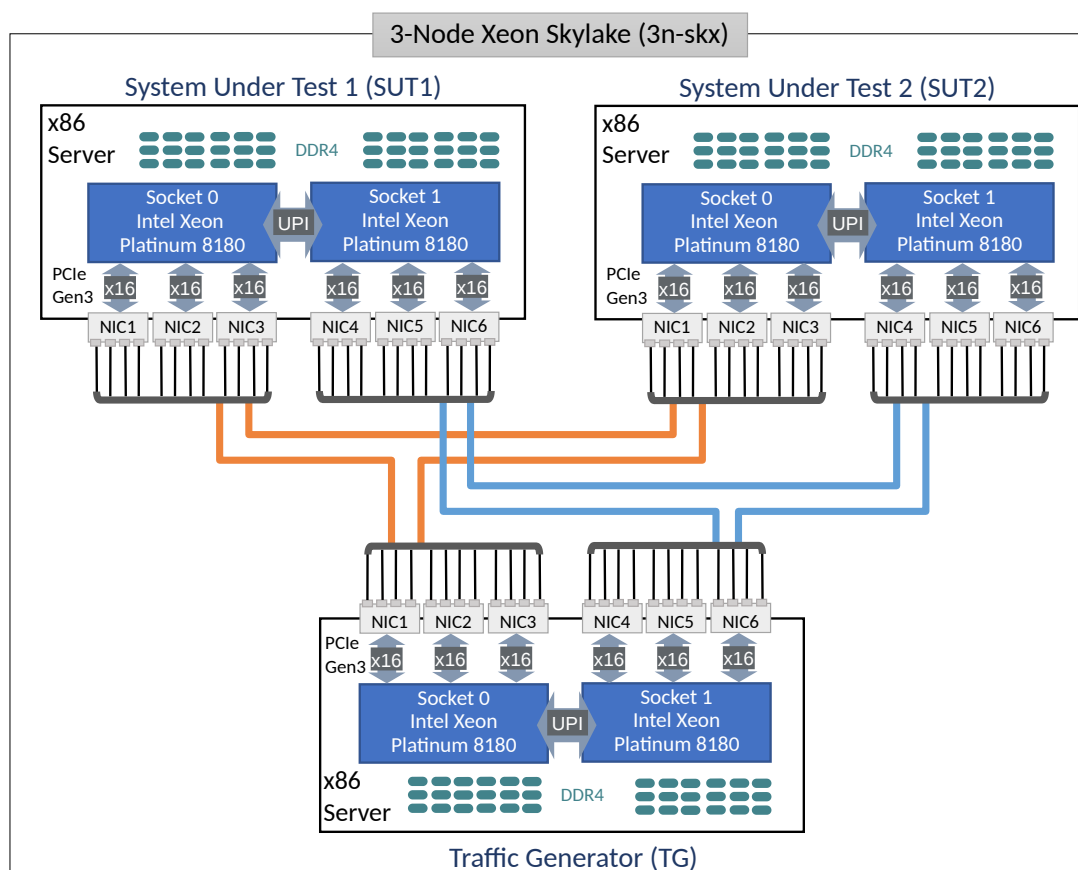 3-Node Xeon Skylake (3n-skx)
System Under Test 1 (SUT1)
x86
Server
DDR4
Socket 0
Intel Xeon
Platinum 8180
UPI
Socket 1
Intel Xeon
Platinum 8180
PCIe
Gen3
x16
x16
x16
x16
x16
x16
NIC1
NIC2
NIC3
NIC4
NIC5
NIC6
System Under Test 2 (SUT2)
x86
Server
DDR4
Socket 0
Intel Xeon
Platinum 8180
UPI
Socket 1
Intel Xeon
Platinum 8180
PCIe
Gen3
x16
x16
x16
x16
x16
x16
NIC1
NIC2
NIC3
NIC4
NIC5
NIC6
NIC1
NIC2
NIC3
NIC4
NIC5
NIC6
PCIe
Gen3
x16
x16
x16
x16
x16
x16
Socket 0
Intel Xeon
Platinum 8180
UPI
Socket 1
Intel Xeon
Platinum 8180
x86
Server
DDR4
Traffic Generator (TG)